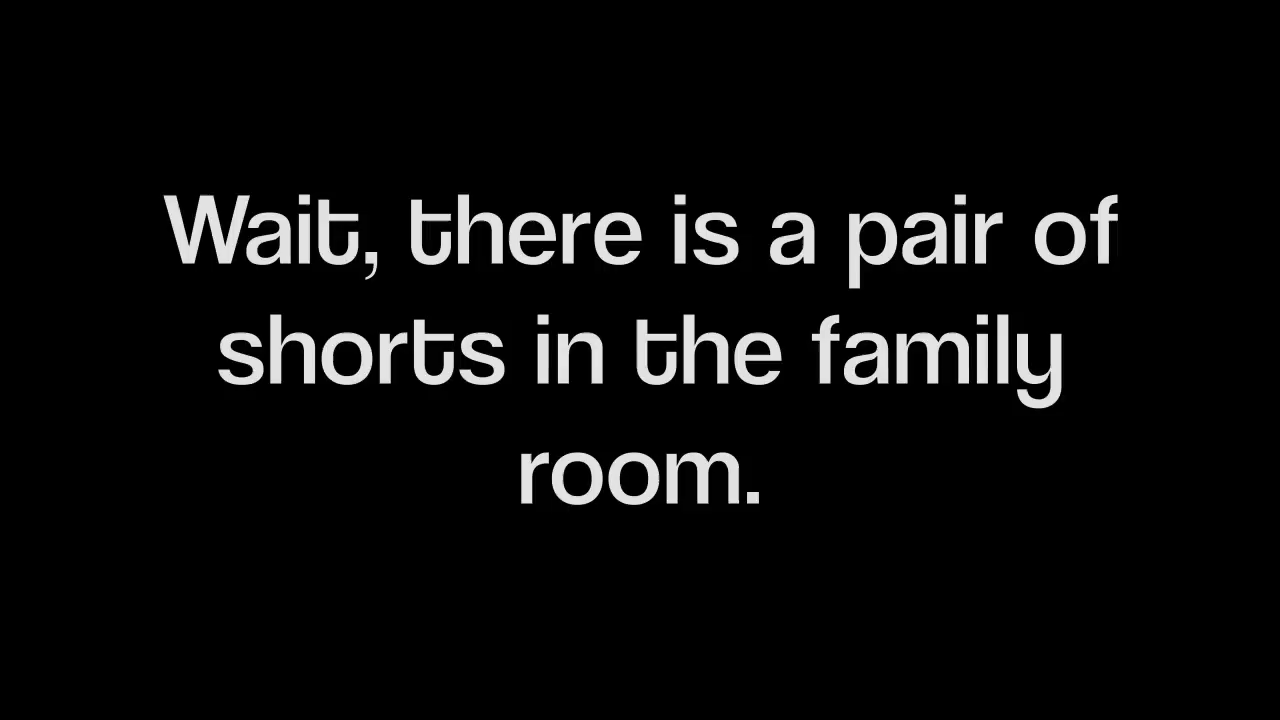 Wait, there is a pair of
shorts in the family
room.